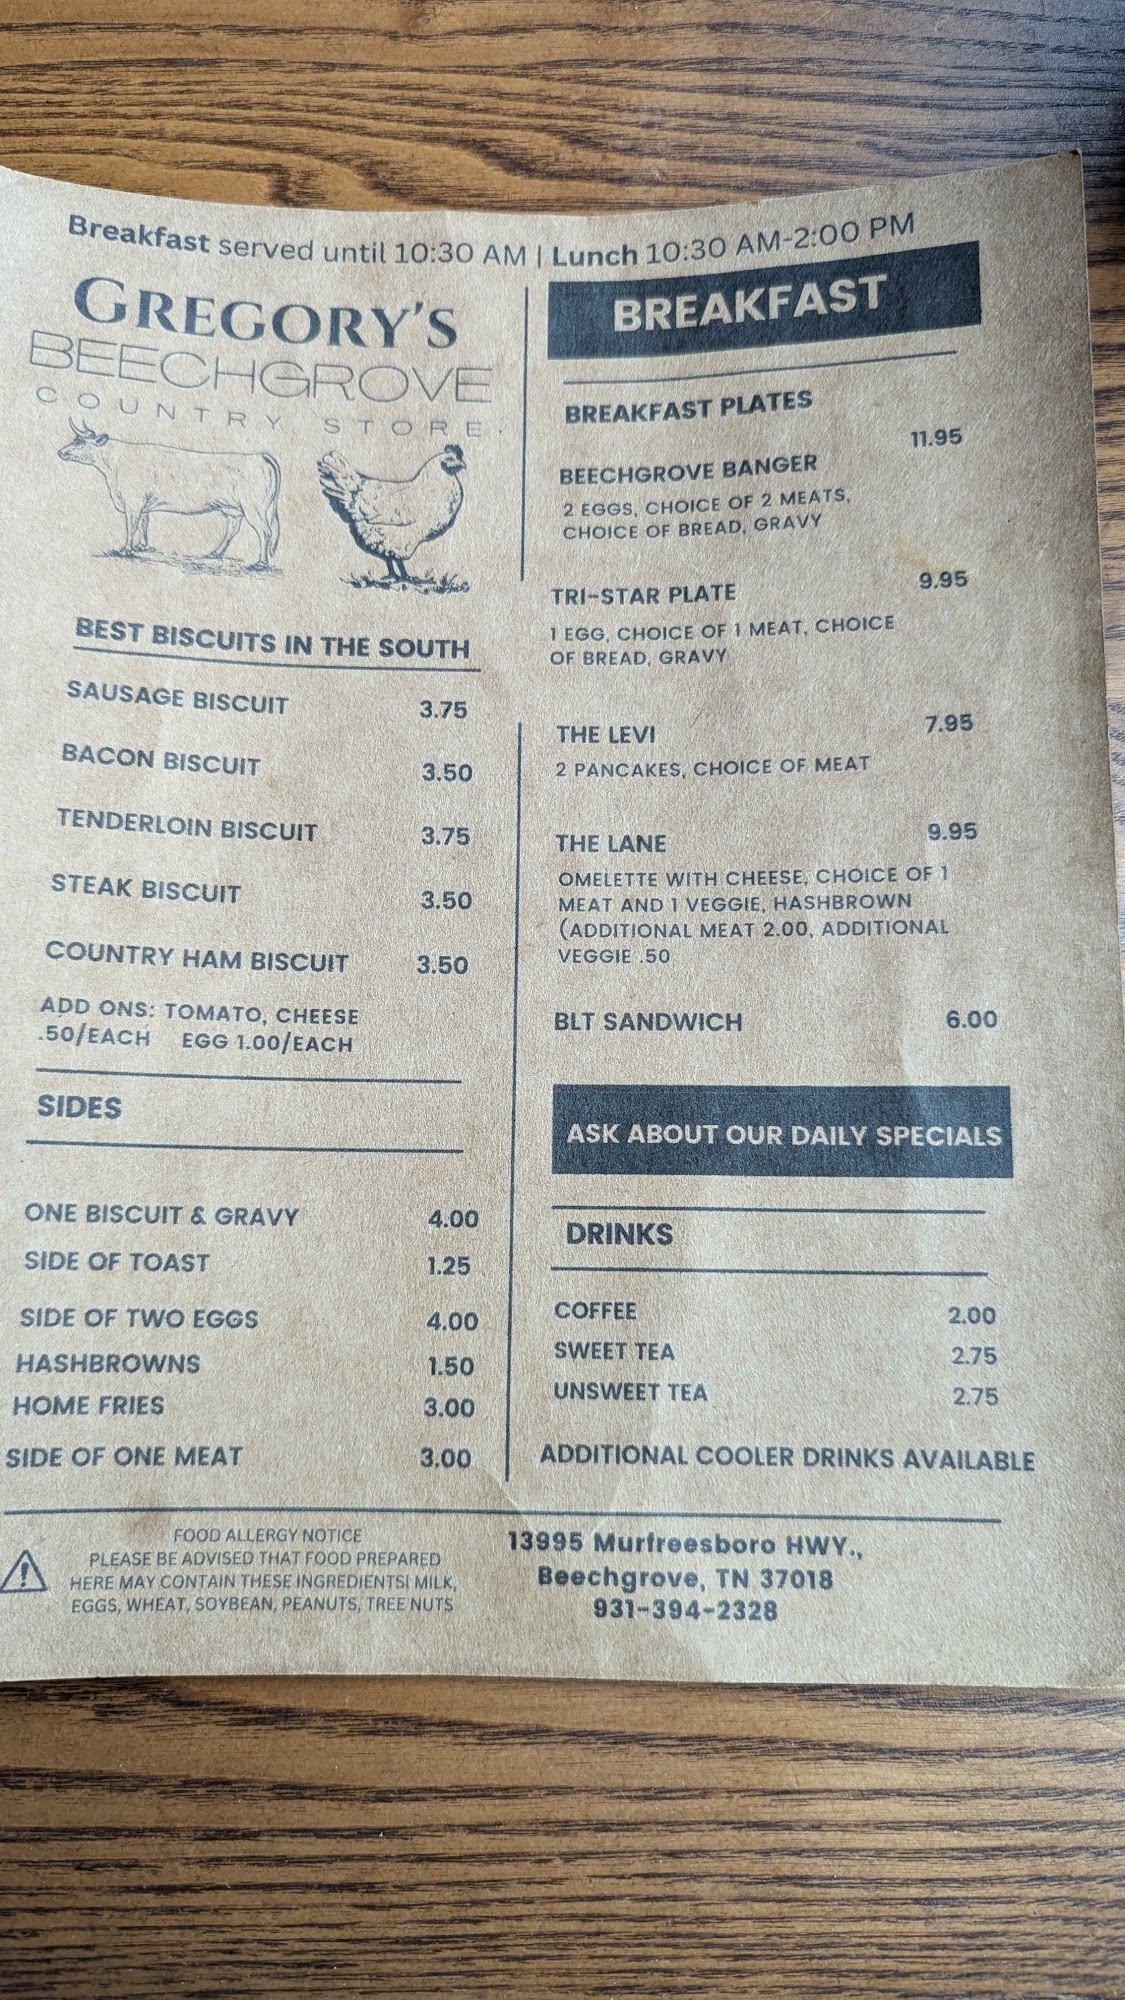 Breakfast served until 10:30 AM | Lunch 10:30 AM-2:00 PM
GREGORY'S
BEECHGROVE
COUNTRY STORE.
BEST BISCUITS IN THE SOUTH
SAUSAGE BISCUIT 3.75
BACON BISCUIT 3.50
TENDERLOIN BISCUIT 3.75
STEAK BISCUIT 3.50
COUNTRY HAM BISCUIT 3.50
ADD ONS: TOMATO, CHEESE
.50/EACH EGG 1.00/EACH
SIDES
ONE BISCUIT & GRAVY 4.00
SIDE OF TOAST 1.25
SIDE OF TWO EGGS 4.00
HASHBROWNS 1.50
HOME FRIES 3.00
SIDE OF ONE MEAT 3.00
BREAKFAST
BREAKFAST PLATES
BEECHGROVE BANGER 11.95
2 EGGS, CHOICE OF 2 MEATS,
CHOICE OF BREAD, GRAVY
TRI-STAR PLATE 9.95
1 EGG, CHOICE OF 1 MEAT, CHOICE
OF BREAD, GRAVY
THE LEVI 7.95
2 PANCAKES, CHOICE OF MEAT
THE LANE 9.95
OMELETTE WITH CHEESE, CHOICE OF 1
MEAT AND 1 VEGGIE, HASHBROWN
(ADDITIONAL MEAT 2.00, ADDITIONAL
VEGGIE .50
BLT SANDWICH 6.00
ASK ABOUT OUR DAILY SPECIALS
DRINKS
COFFEE 2.00
SWEET TEA 2.75
UNSWEET TEA 2.75
ADDITIONAL COOLER DRINKS AVAILABLE
FOOD ALLERGY NOTICE
PLEASE BE ADVISED THAT FOOD PREPARED
HERE MAY CONTAIN THESE INGREDIENTSI MILK,
EGGS, WHEAT, SOYBEAN, PEANUTS, TREE NUTS
13995 Murfreesboro HWY.,
Beechgrove, TN 37018
931-394-2328